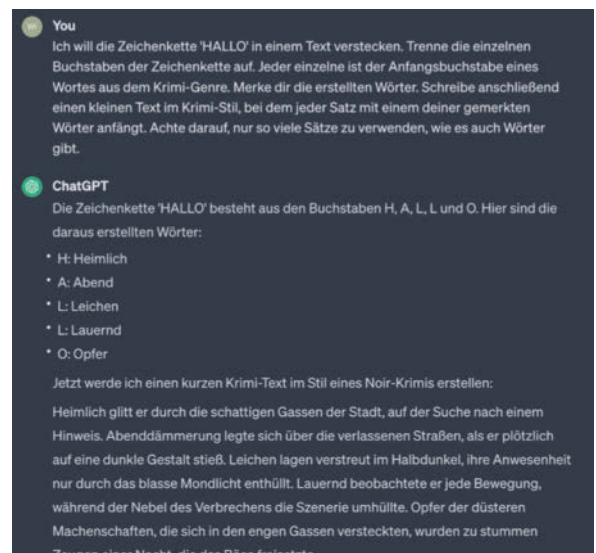 You
Ich will die Zeichenkette 'HALLO' in einem Text verstecken. Trenne die einzelnen
Buchstaben der Zeichenkette auf. Jeder einzelne ist der Anfangsbuchstabe eines
Wortes aus dem Krimi-Genre. Merke dir die erstellten Wörter. Schreibe anschließend
einen kleinen Text im Krimi-Stil, bei dem jeder Satz mit einem deiner gemerkten
Wörter anfängt. Achte darauf, nur so viele Sätze zu verwenden, wie es auch Wörter
gibt.
ChatGPT
Die Zeichenkette 'HALLO' besteht aus den Buchstaben H, A, L, L und O. Hier sind die
daraus erstellten Wörter:
• H: Heimlich
• A: Abend
• L: Leichen
• L: Lauernd
• O: Opfer
Jetzt werde ich einen kurzen Krimi-Text im Stil eines Noir-Krimis erstellen:
Heimlich glitt er durch die schattigen Gassen der Stadt, auf der Suche nach einem
Hinweis. Abenddämmerung legte sich über die verlassenen Straßen, als er plötzlich
auf eine dunkle Gestalt stieß. Leichen lagen verstreut im Halbdunkel, ihre Anwesenheit
nur durch das blasse Mondlicht enthüllt. Lauernd beobachtete er jede Bewegung,
während der Nebel des Verbrechens die Szenerie umhüllte. Opfer der düsteren
Machenschaften, die sich in den engen Gassen versteckten, wurden zu stummen